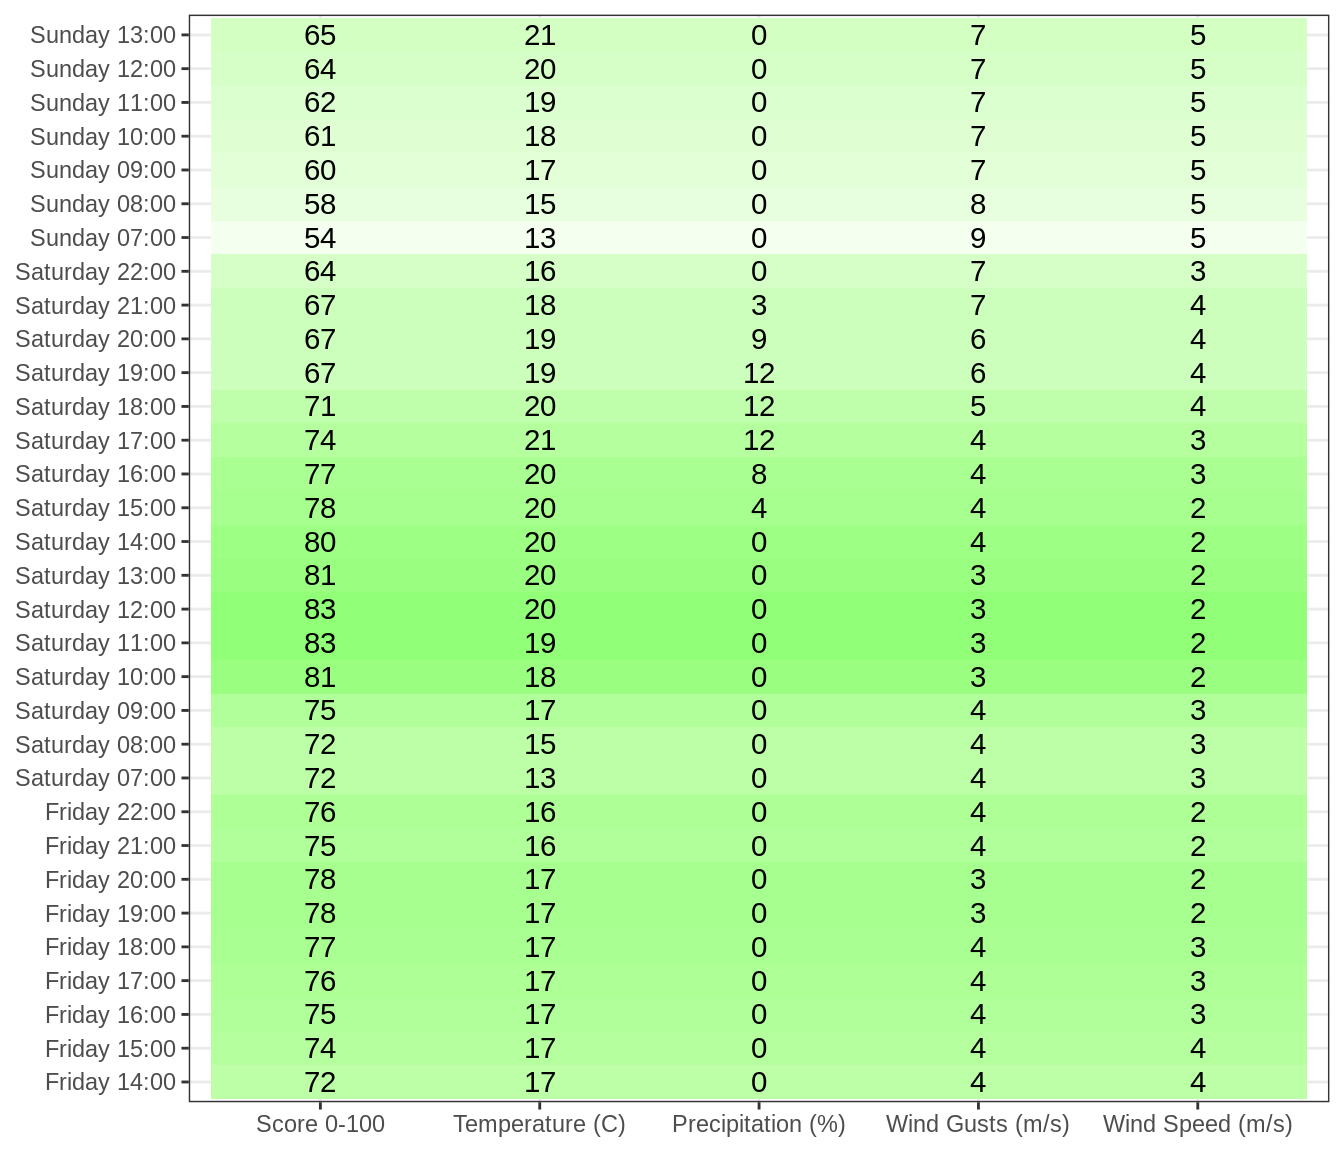 Sunday 13:00 65 21 0 7 5
Sunday 12:00 64 20 0 7 5
Sunday 11:00 62 19 0 7 5
Sunday 10:00 61 18 0 7 5
Sunday 09:00 60 17 0 7 5
Sunday 08:00 58 15 0 8 5
Sunday 07:00 54 13 0 9 5
Saturday 22:00 64 16 0 7 3
Saturday 21:00 67 18 3 7 4
Saturday 20:00 67 19 9 6 4
Saturday 19:00 67 19 12 6 4
Saturday 18:00 71 20 12 5 4
Saturday 17:00 74 21 12 4 3
Saturday 16:00 77 20 8 4 3
Saturday 15:00 78 20 4 4 2
Saturday 14:00 80 20 0 4 2
Saturday 13:00 81 20 0 3 2
Saturday 12:00 83 20 0 3 2
Saturday 11:00 83 19 0 3 2
Saturday 10:00 81 18 0 3 2
Saturday 09:00 75 17 0 4 3
Saturday 08:00 72 15 0 4 3
Saturday 07:00 72 13 0 4 3
Friday 22:00 76 16 0 4 2
Friday 21:00 75 16 0 4 2
Friday 20:00 78 17 0 3 2
Friday 19:00 78 17 0 3 2
Friday 18:00 77 17 0 4 3
Friday 17:00 76 17 0 4 3
Friday 16:00 75 17 0 4 3
Friday 15:00 74 17 0 4 4
Friday 14:00 72 17 0 4 4
Score 0-100 Temperature (C) Precipitation (%) Wind Gusts (m/s) Wind Speed (m/s)